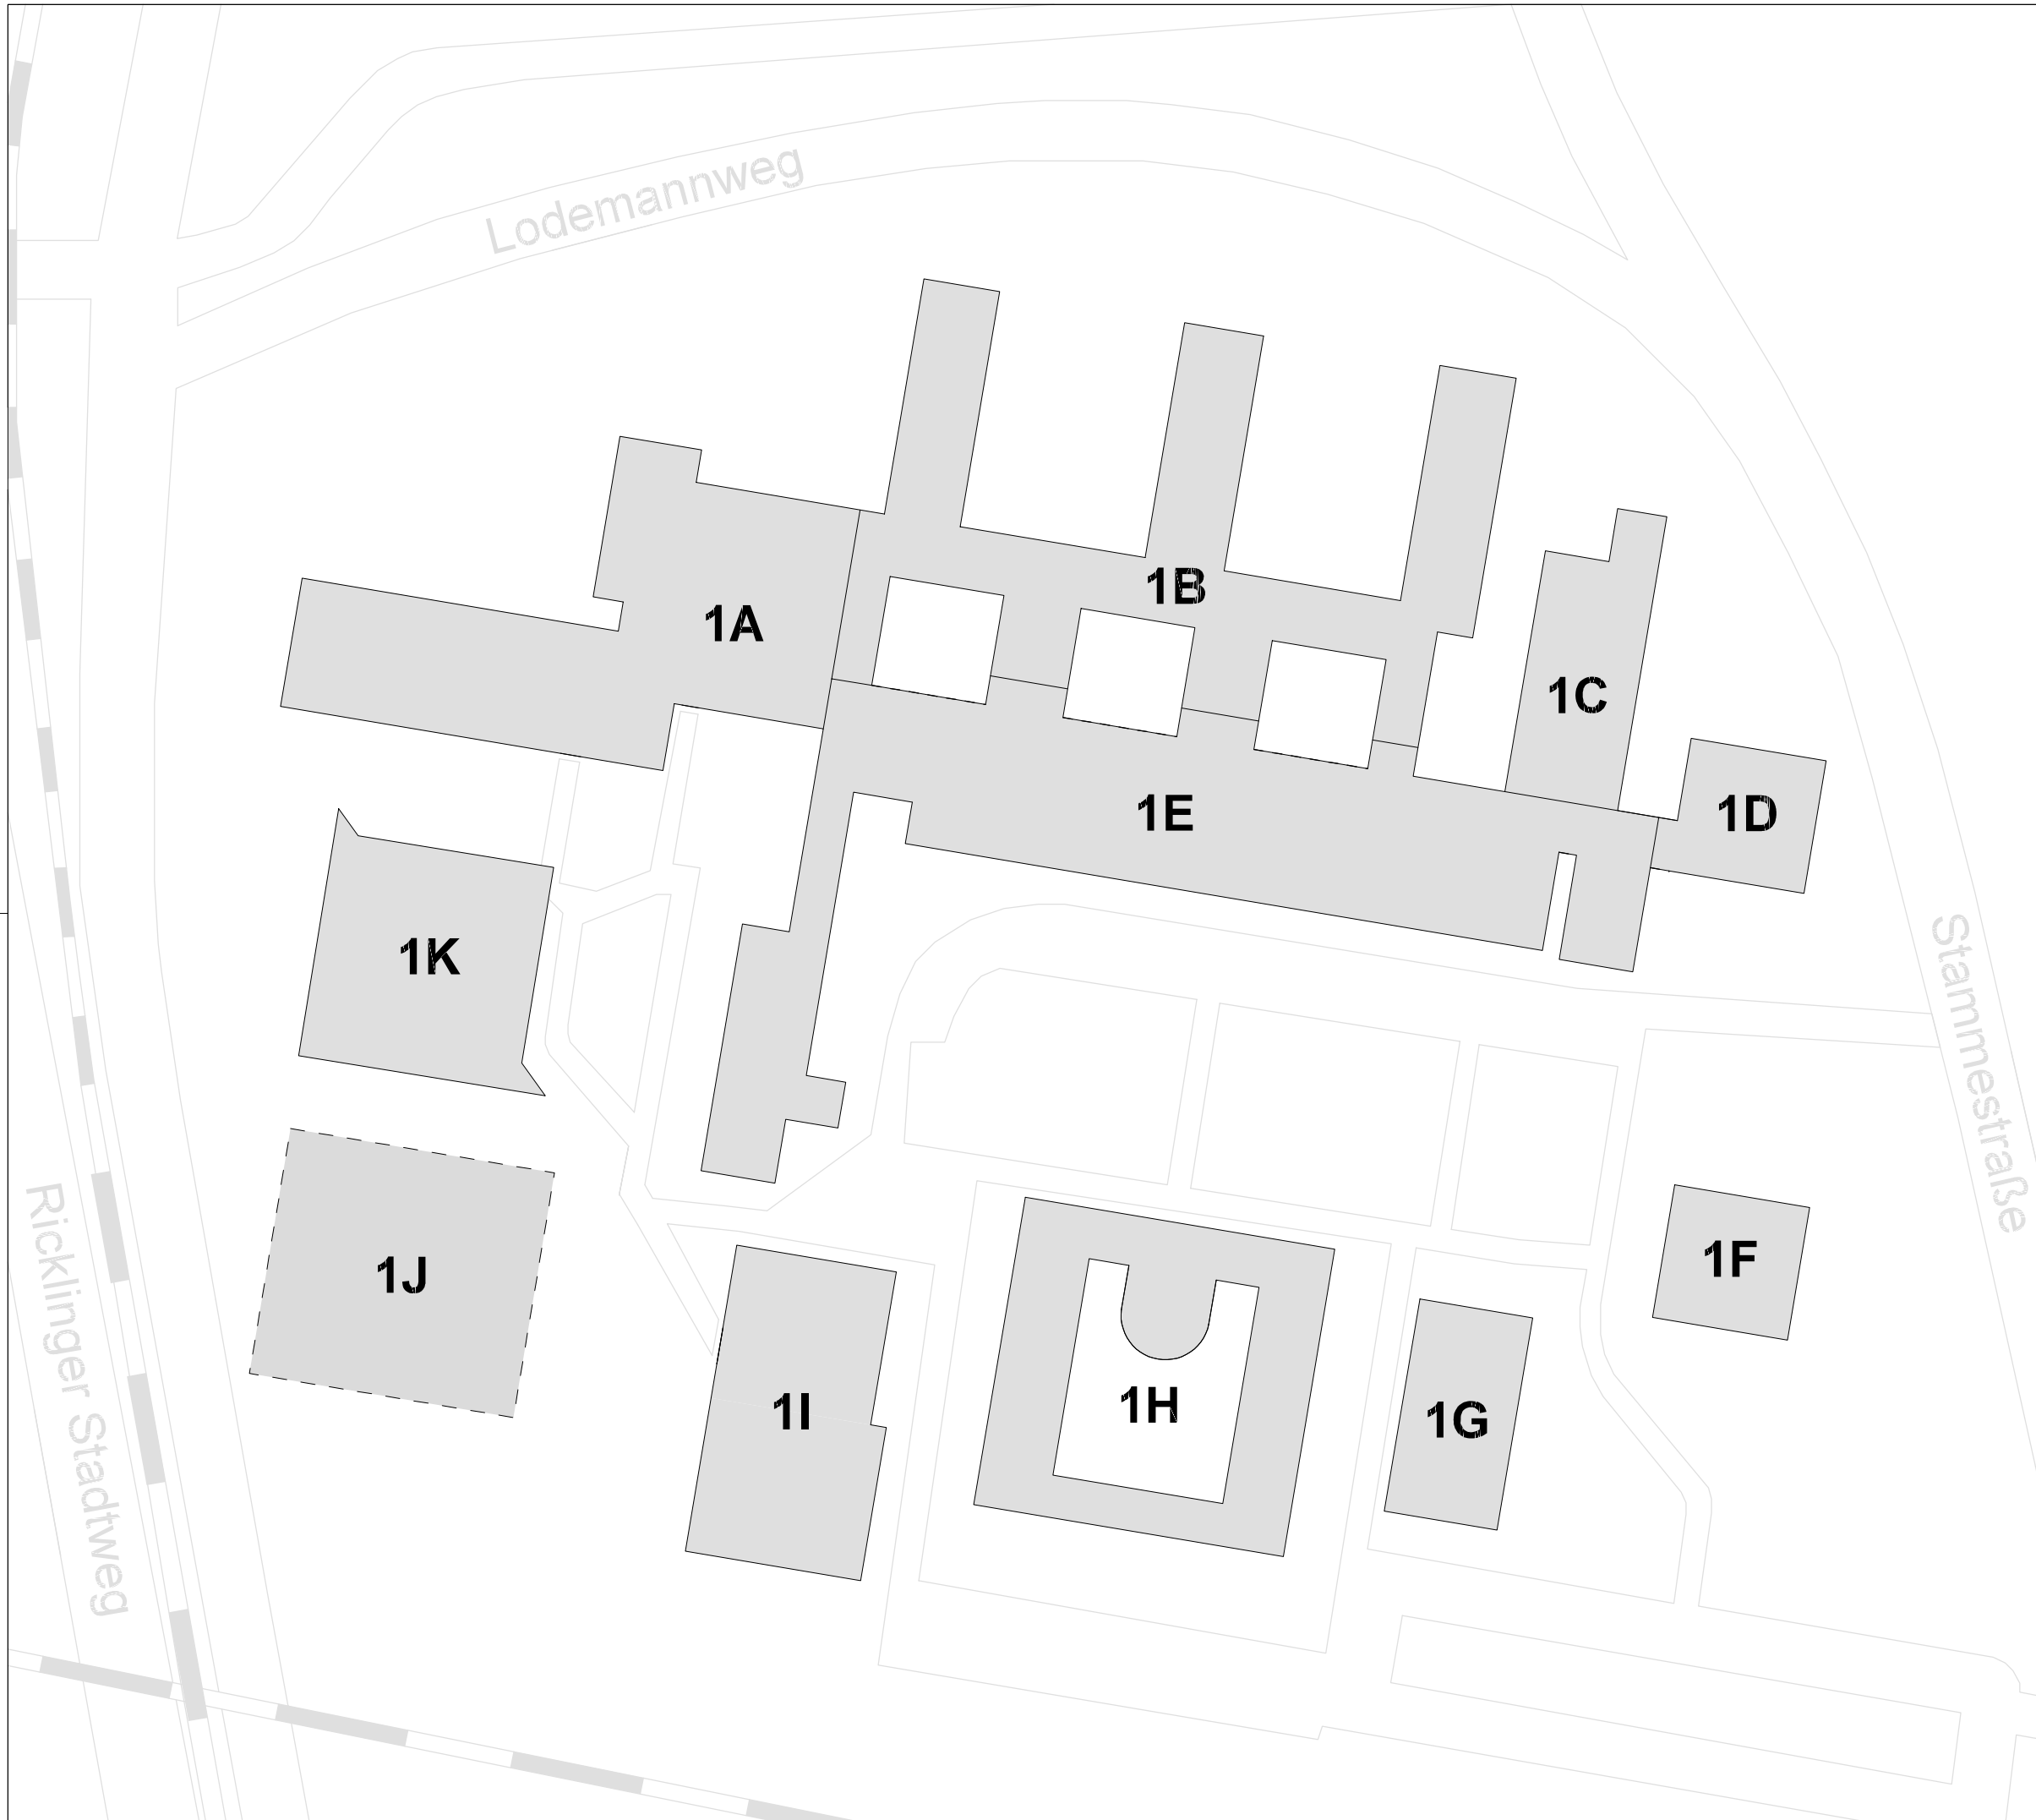 Lodemannweg
1B
1A
1C
1E
1D
1K
Stammestraße
1J
1F
1I
1H
1G
Ricklinger Stadtweg